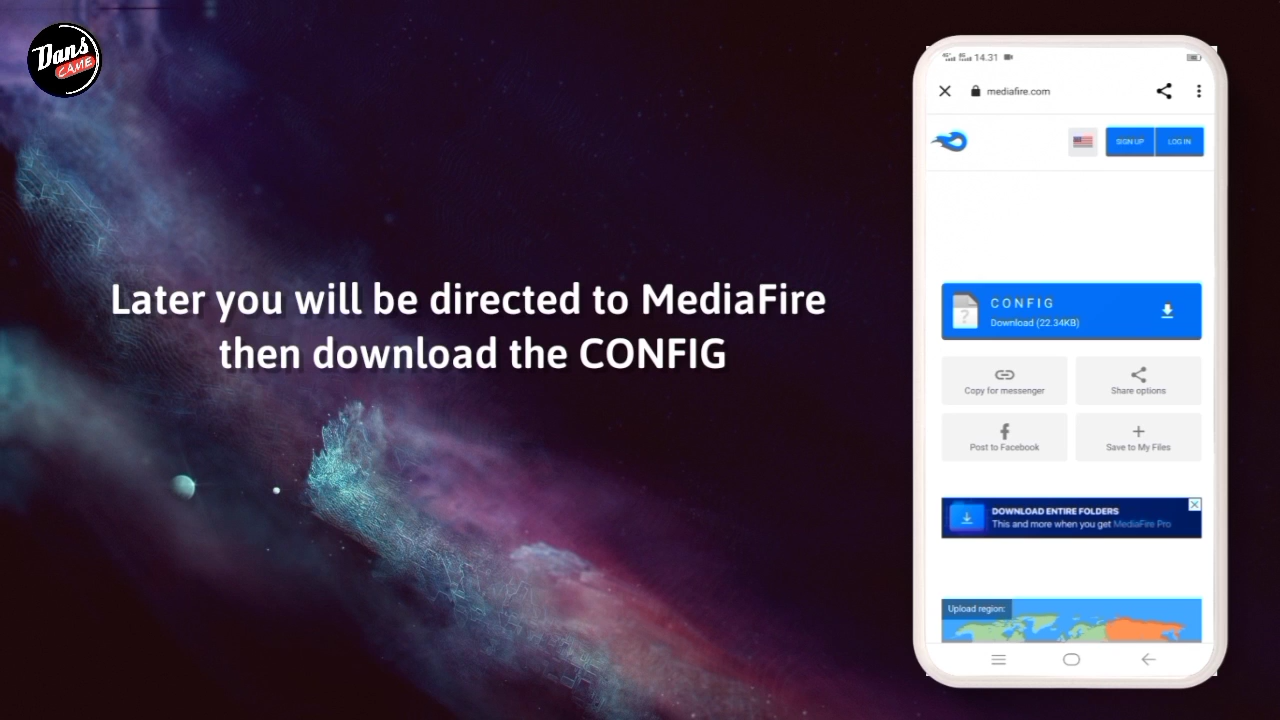 Dans
CAME
Later you will be directed to MediaFire
then download the CONFIG
14.31
mediafire.com
SIGN UP
LOG IN
CONFIG
Download (22.34KB)
Copy for messenger
Share options
Post to Facebook
Save to My Files
DOWNLOAD ENTIRE FOLDERS
This and more when you get MediaFire Pro
Upload region: